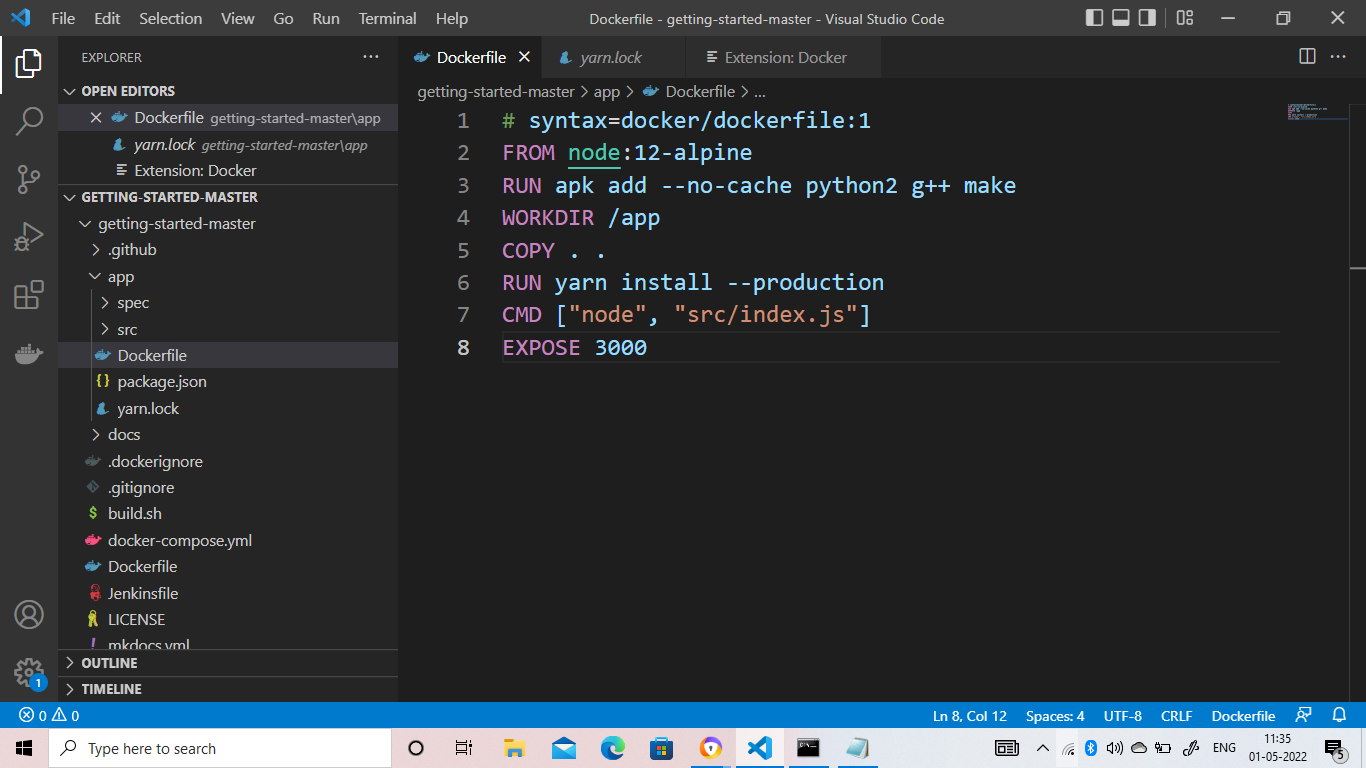 File Edit Selection View Go Run Terminal Help Dockerfile - getting-started-master - Visual Studio Code
EXPLORER
Dockerfile yarn.lock Extension: Docker
OPEN EDITORS
Dockerfile getting-started-master\app
yarn.lock getting-started-master\app
Extension: Docker
GETTING-STARTED-MASTER
getting-started-master
.github
app
spec
src
Dockerfile
package.json
yarn.lock
docs
.dockerignore
.gitignore
build.sh
docker-compose.yml
Dockerfile
Jenkinsfile
LICENSE
mkdocs.yml
OUTLINE
TIMELINE
getting-started-master > app > Dockerfile > ...
1 # syntax=docker/dockerfile:1
2 FROM node:12-alpine
3 RUN apk add --no-cache python2 g++ make
4 WORKDIR /app
5 COPY . .
6 RUN yarn install --production
7 CMD ["node", "src/index.js"]
8 EXPOSE 3000
1
0 0 Ln 8, Col 12 Spaces: 4 UTF-8 CRLF Dockerfile
Type here to search
ENG
11:35
01-05-2022
5